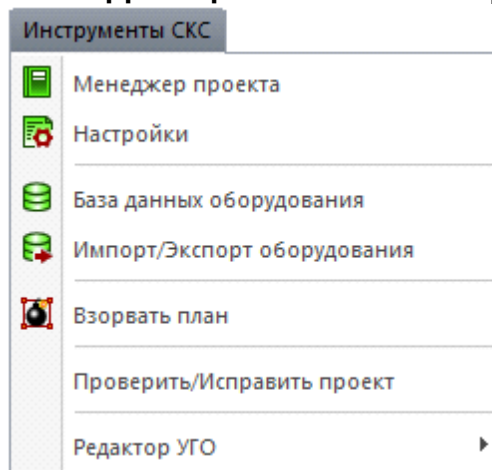 Инструменты СКС
Менеджер проекта
Настройки
База данных оборудования
Импорт/Экспорт оборудования
Взорвать план
Проверить/Исправить проект
Редактор УГО